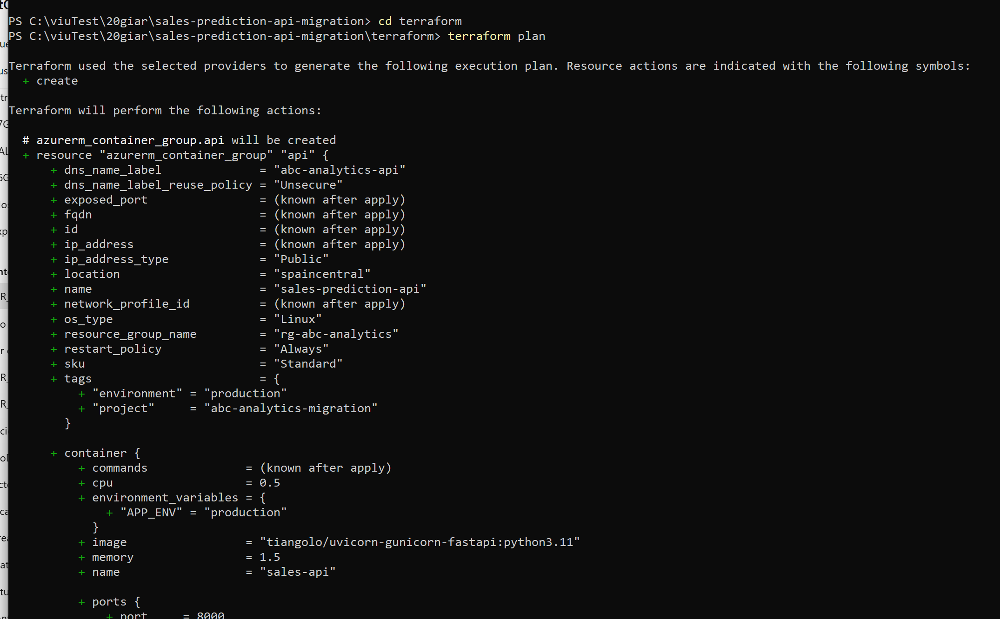 PS C:\viuTest\20giar\sales-prediction-api-migration> cd terraform
PS C:\viuTest\20giar\sales-prediction-api-migration\terraform> terraform plan
Terraform used the selected providers to generate the following execution plan. Resource actions are indicated with the following symbols:
+ create
Terraform will perform the following actions:
# azurerm_container_group.api will be created
+ resource "azurerm_container_group" "api" {
+ dns_name_label = "abc-analytics-api"
+ dns_name_label_reuse_policy = "Unsecure"
+ exposed_port = (known after apply)
+ fqdn = (known after apply)
+ id = (known after apply)
+ ip_address = (known after apply)
+ ip_address_type = "Public"
+ location = "spaincentral"
+ name = "sales-prediction-api"
+ network_profile_id = (known after apply)
+ os_type = "Linux"
+ resource_group_name = "rg-abc-analytics"
+ restart_policy = "Always"
+ sku = "Standard"
+ tags = {
+ "environment" = "production"
+ "project" = "abc-analytics-migration"
}
+ container {
+ commands = (known after apply)
+ cpu = 0.5
+ environment_variables = {
+ "APP_ENV" = "production"
}
+ image = "tiangolo/uvicorn-gunicorn-fastapi:python3.11"
+ memory = 1.5
+ name = "sales-api"
+ ports {
+ port = 8000